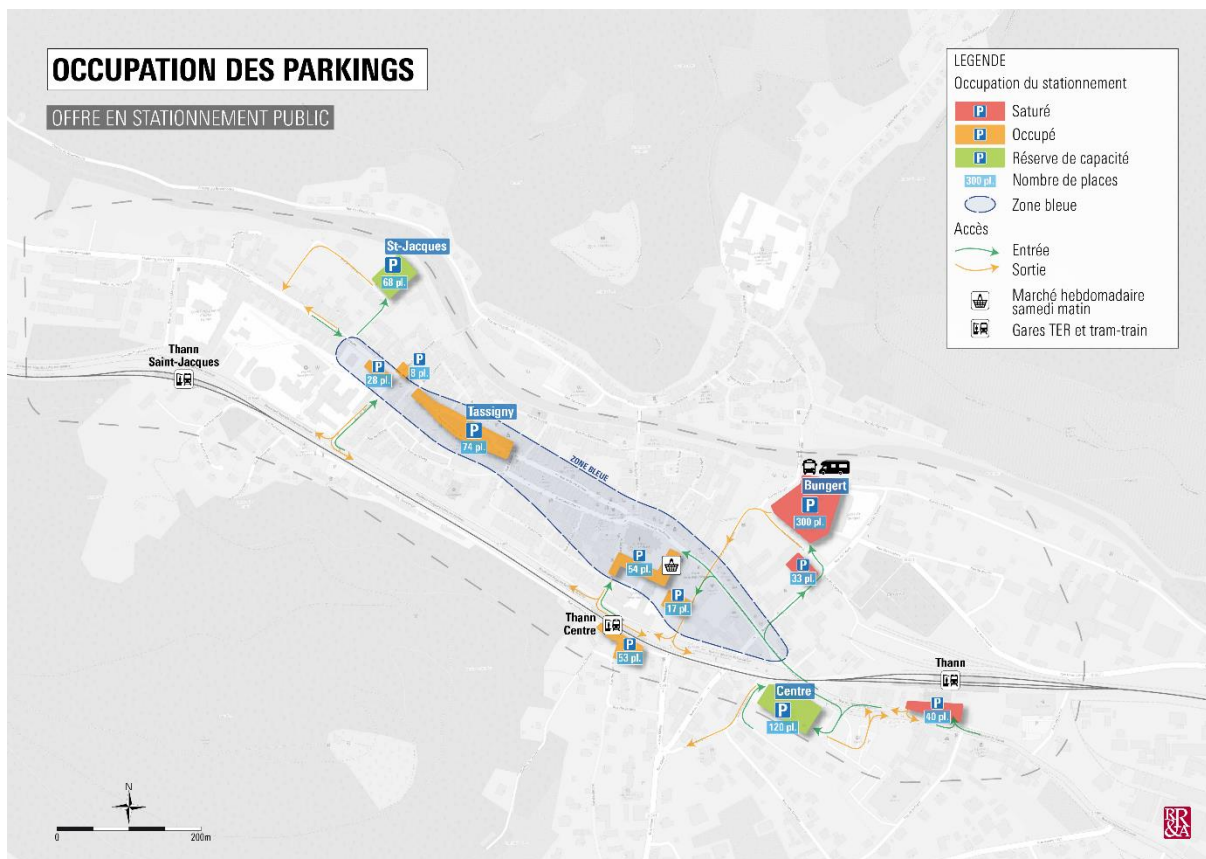 OCCUPATION DES PARKINGS
OFFRE EN STATIONNEMENT PUBLIC
LEGENDE
Occupation du stationnement
P Saturé
P Occupé
P Réserve de capacité
300 pl. Nombre de places
Zone bleue
Accès
Entrée
Sortie
Marché hebdomadaire
samedi matin
Gares TER et tram-train
St-Jacques
P
68 pl.
Thann
Saint-Jacques
P
28 pl.
P
8 pl.
Tassigny
P
74 pl.
ZONE BLEUE
Bungert
P
300 pl.
P
33 pl.
P
54 pl.
P
17 pl.
Thann
Centre
P
53 pl.
Thann
Centre
P
120 pl.
P
40 pl.
N
0 200m
BR&A